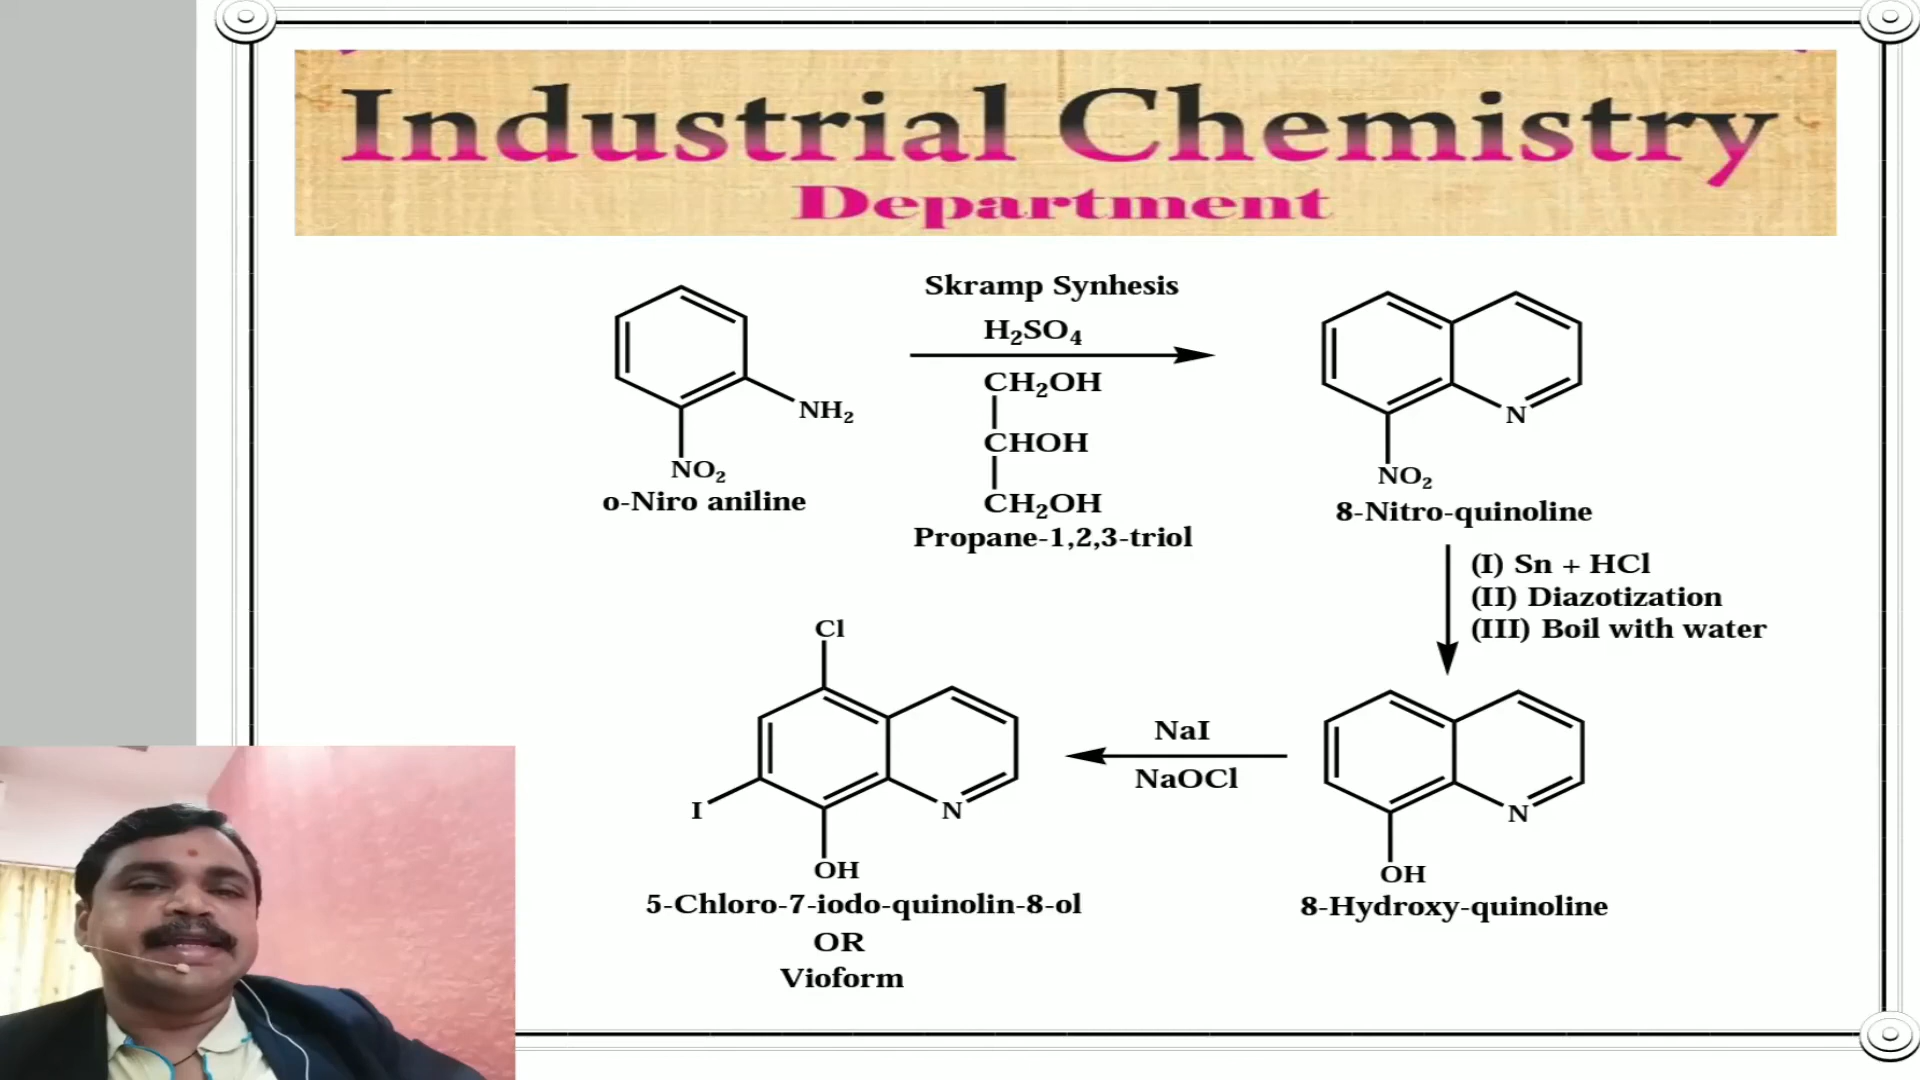 Industrial Chemistry
Department
Skramp Synhesis
H₂SO₄
CH₂OH
CHOH
CH₂OH
Propane-1,2,3-triol
NH₂
NO₂
o-Niro aniline
N
NO₂
8-Nitro-quinoline
(I) Sn + HCl
(II) Diazotization
(III) Boil with water
N
OH
8-Hydroxy-quinoline
NaI
NaOCl
Cl
I
N
OH
5-Chloro-7-iodo-quinolin-8-ol
OR
Vioform